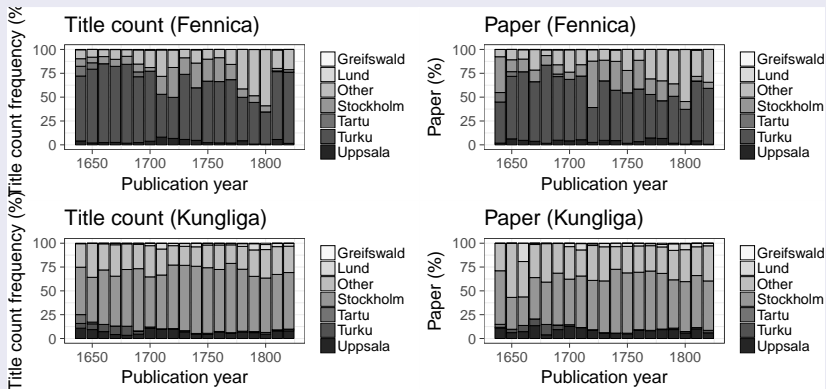 Title count (Fennica)
Title count frequency (%
100
75
50
25
0
1650 1700 1750 1800
Publication year
Greifswald
Lund
Other
Stockholm
Tartu
Turku
Uppsala
Paper (Fennica)
Paper (%)
100
75
50
25
0
1650 1700 1750 1800
Publication year
Greifswald
Lund
Other
Stockholm
Tartu
Turku
Uppsala
Title count (Kungliga)
Title count frequency (%)
100
75
50
25
0
1650 1700 1750 1800
Publication year
Greifswald
Lund
Other
Stockholm
Tartu
Turku
Uppsala
Paper (Kungliga)
Paper (%)
100
75
50
25
0
1650 1700 1750 1800
Publication year
Greifswald
Lund
Other
Stockholm
Tartu
Turku
Uppsala